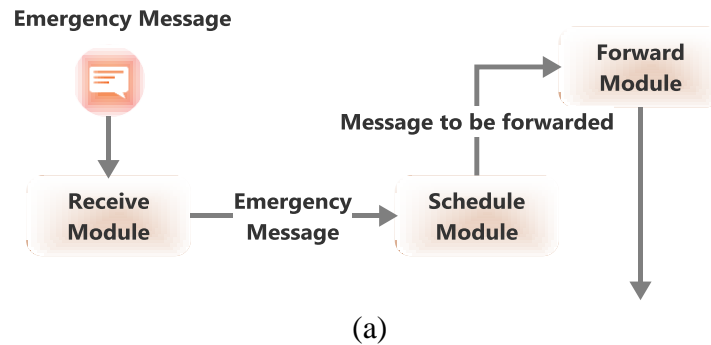 Emergency Message
Forward
Module
Message to be forwarded
Receive
Module
Emergency
Message
Schedule
Module
(a)